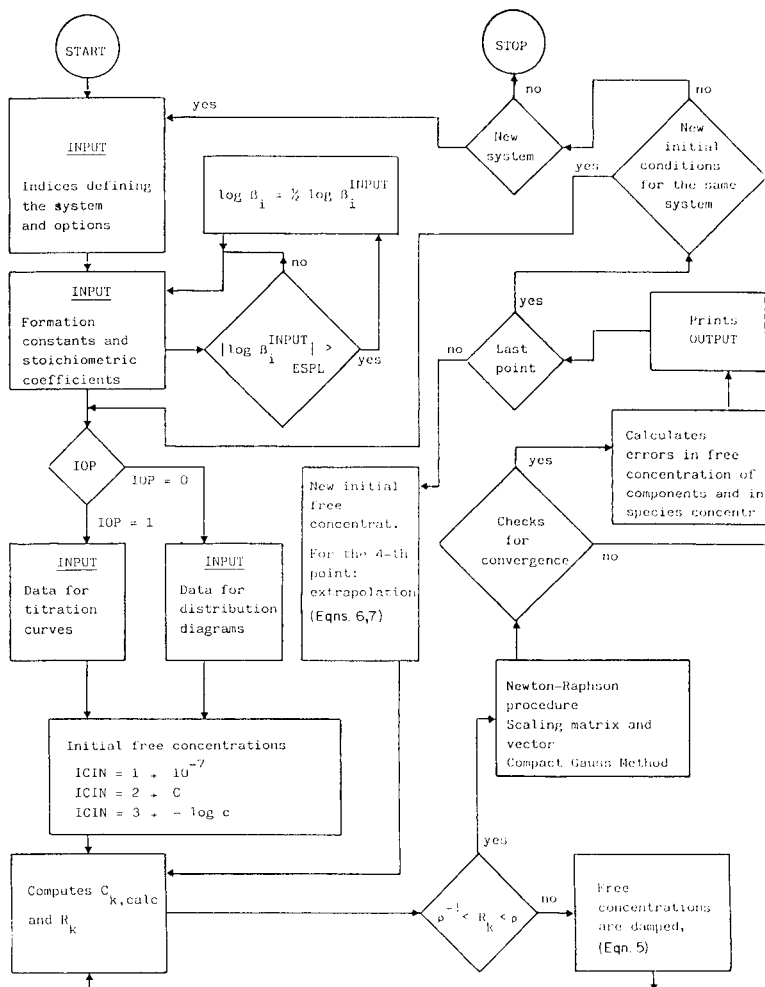 START
STOP
yes
no
no
INPUT
Indices defining
the system
and options
New
system
yes
New
initial
conditions
for the same
system
log β_i = ½ log β_i^INPUT
no
INPUT
Formation
constants and
stoichiometric
coefficients
|log β_i^INPUT| >
ESPL
yes
yes
no
Last
point
Prints
OUTPUT
IOP
IOP = 0
IOP = 1
New initial
free
concentrat.
For the 4-th
point:
extrapolation
(Eqns. 6,7)
yes
Calculates
errors in free
concentration of
components and in
species concentr
Checks
for
convergence
no
INPUT
Data for
titration
curves
INPUT
Data for
distribution
diagrams
Newton-Raphson
procedure
Scaling matrix and
vector
Compact Gauss Method
Initial free concentrations
ICIN = 1 → 10^-7
ICIN = 2 → C
ICIN = 3 → - log c
yes
Computes C_k,calc
and R_k
ρ^-1 < R_k < ρ
no
Free
concentrations
are damped,
(Eqn. 5)